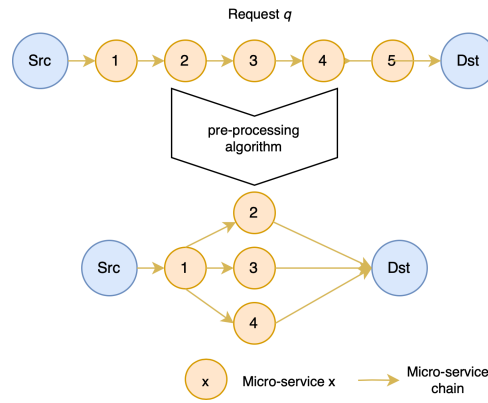 Request q
Src 1 2 3 4 5 Dst
pre-processing
algorithm
2
Src 1 3 Dst
4
x Micro-service x Micro-service
chain